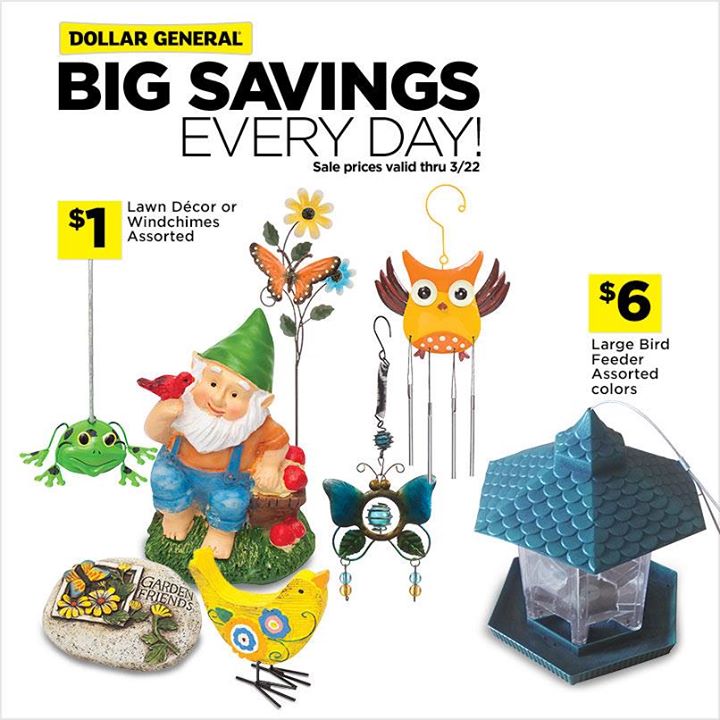 DOLLAR GENERAL
BIG SAVINGS
EVERY DAY!
Sale prices valid thru 3/22
$1
Lawn Décor or
Windchimes
Assorted
$6
Large Bird
Feeder
Assorted
colors
GARDEN
FRIENDS